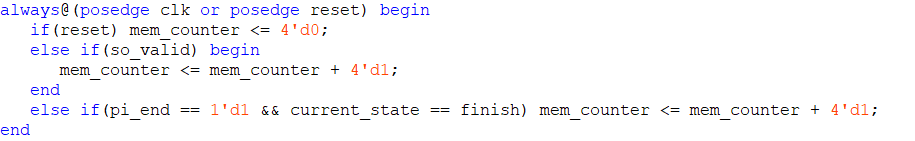 always@(posedge clk or posedge reset) begin
if(reset) mem_counter <= 4'd0;
else if(so_valid) begin
mem_counter <= mem_counter + 4'd1;
end
else if(pi_end == 1'd1 && current_state == finish) mem_counter <= mem_counter + 4'd1;
end